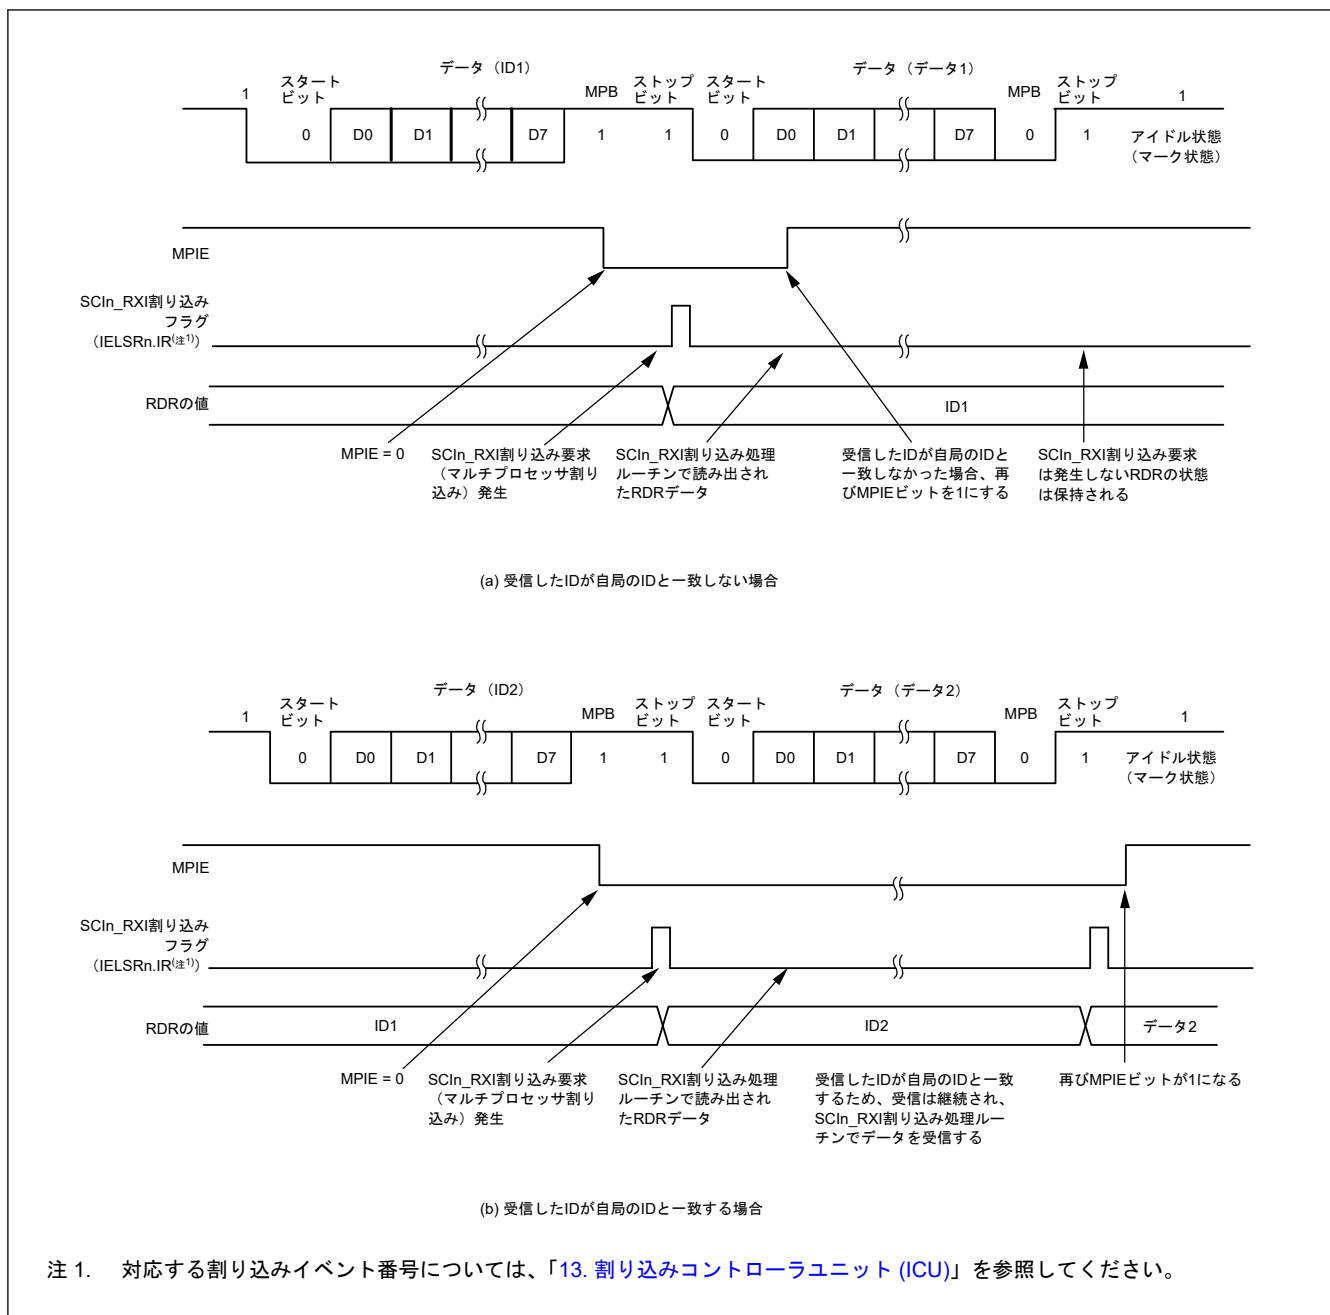 データ（ID1）
データ（データ1）
1
スタート
ビット
MPB
ストップ
ビット
スタート
ビット
MPB
ストップ
ビット
1
0 D0 D1 D7 1 1 0 D0 D1 D7 0 1 アイドル状態
（マーク状態）
MPIE
SCIn_RXI割り込み
フラグ
（IELSRn.IR(注1)）
RDRの値
ID1
MPIE = 0
SCIn_RXI割り込み要求
（マルチプロセッサ割り
込み）発生
SCIn_RXI割り込み処理
ルーチンで読み出され
たRDRデータ
受信したIDが自局のIDと
一致しなかった場合、再
びMPIEビットを1にする
SCIn_RXI割り込み要求
は発生しないRDRの状態
は保持される
(a) 受信したIDが自局のIDと一致しない場合
データ（ID2）
データ（データ2）
1
スタート
ビット
MPB
ストップ
ビット
スタート
ビット
MPB
ストップ
ビット
1
0 D0 D1 D7 1 1 0 D0 D1 D7 0 1 アイドル状態
（マーク状態）
MPIE
SCIn_RXI割り込み
フラグ
（IELSRn.IR(注1)）
RDRの値
ID1
ID2
データ2
MPIE = 0
SCIn_RXI割り込み要求
（マルチプロセッサ割り
込み）発生
SCIn_RXI割り込み処理
ルーチンで読み出され
たRDRデータ
受信したIDが自局のIDと一致
するため、受信は継続され、
SCIn_RXI割り込み処理ルー
チンでデータを受信する
再びMPIEビットが1になる
(b) 受信したIDが自局のIDと一致する場合
注 1. 対応する割り込みイベント番号については、「13. 割り込みコントローラユニット (ICU)」を参照してください。